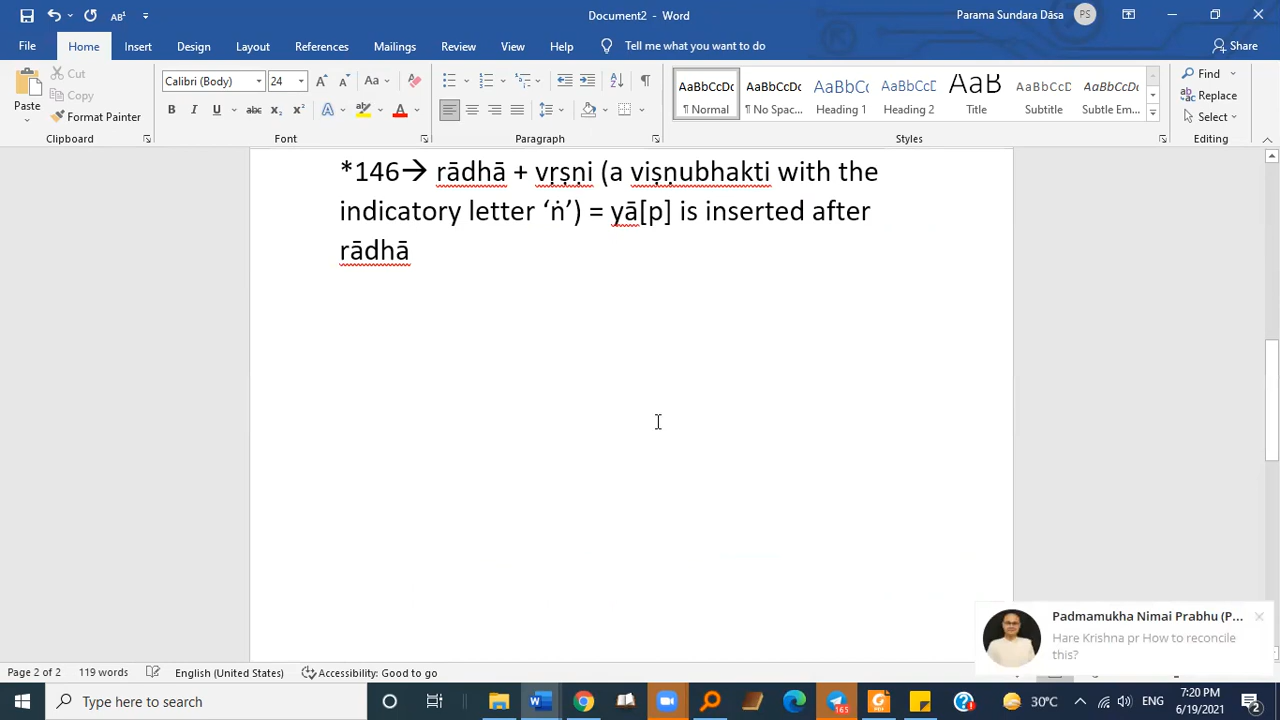 Document2 - Word
Parama Sundara Dāsa PS
File Home Insert Design Layout References Mailings Review View Help Tell me what you want to do Share
Paste
Cut
Copy
Format Painter
Clipboard
Calibri (Body) 24
Font
Paragraph
AaBbCcDc AaBbCcDc AaBbCc AaBbCcD AaB AaBbCcD AaBbCcDc
¶ Normal ¶ No Spac... Heading 1 Heading 2 Title Subtitle Subtle Em...
Styles
Find
Replace
Select
Editing
*146→ rādhā + vṛṣṇi (a viṣṇubhakti with the
indicatory letter ‘ṅ’) = yā[p] is inserted after
rādhā
Padmamukha Nimai Prabhu (P...
Hare Krishna pr How to reconcile
this?
Page 2 of 2 119 words English (United States) Accessibility: Good to go
Type here to search
165
30°C
ENG
7:20 PM
6/19/2021
2